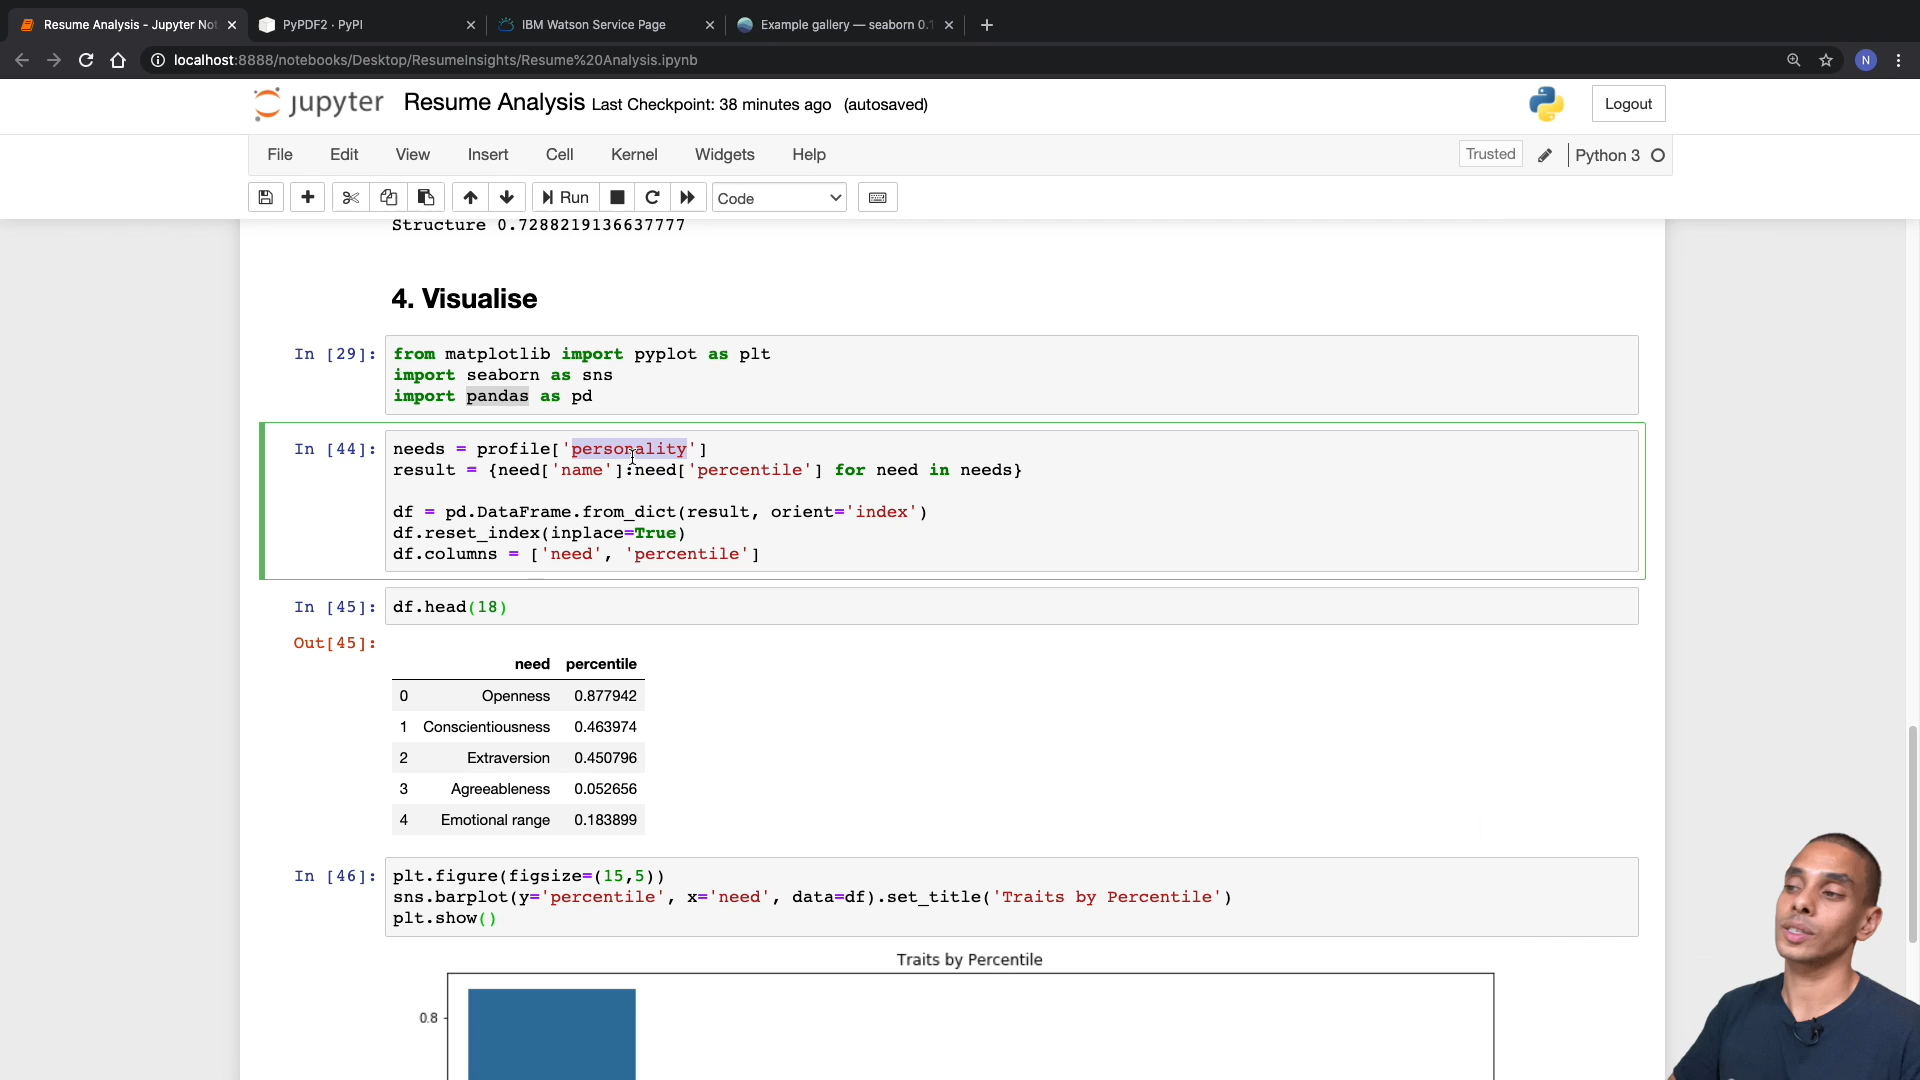 Resume Analysis - Jupyter Not
PyPDF2 · PyPI
IBM Watson Service Page
Example gallery — seaborn 0.1
localhost:8888/notebooks/Desktop/ResumeInsights/Resume%20Analysis.ipynb
N
jupyter
Resume Analysis Last Checkpoint: 38 minutes ago (autosaved)
Logout
File Edit View Insert Cell Kernel Widgets Help
Trusted
Python 3
Run
Code
Structure 0.7288219136637777
4. Visualise
In [29]:
from matplotlib import pyplot as plt
import seaborn as sns
import pandas as pd
In [44]:
needs = profile['personality']
result = {need['name']:need['percentile'] for need in needs}
df = pd.DataFrame.from_dict(result, orient='index')
df.reset_index(inplace=True)
df.columns = ['need', 'percentile']
In [45]:
df.head(18)
Out[45]:
need percentile
0 Openness 0.877942
1 Conscientiousness 0.463974
2 Extraversion 0.450796
3 Agreeableness 0.052656
4 Emotional range 0.183899
In [46]:
plt.figure(figsize=(15,5))
sns.barplot(y='percentile', x='need', data=df).set_title('Traits by Percentile')
plt.show()
Traits by Percentile
0.8